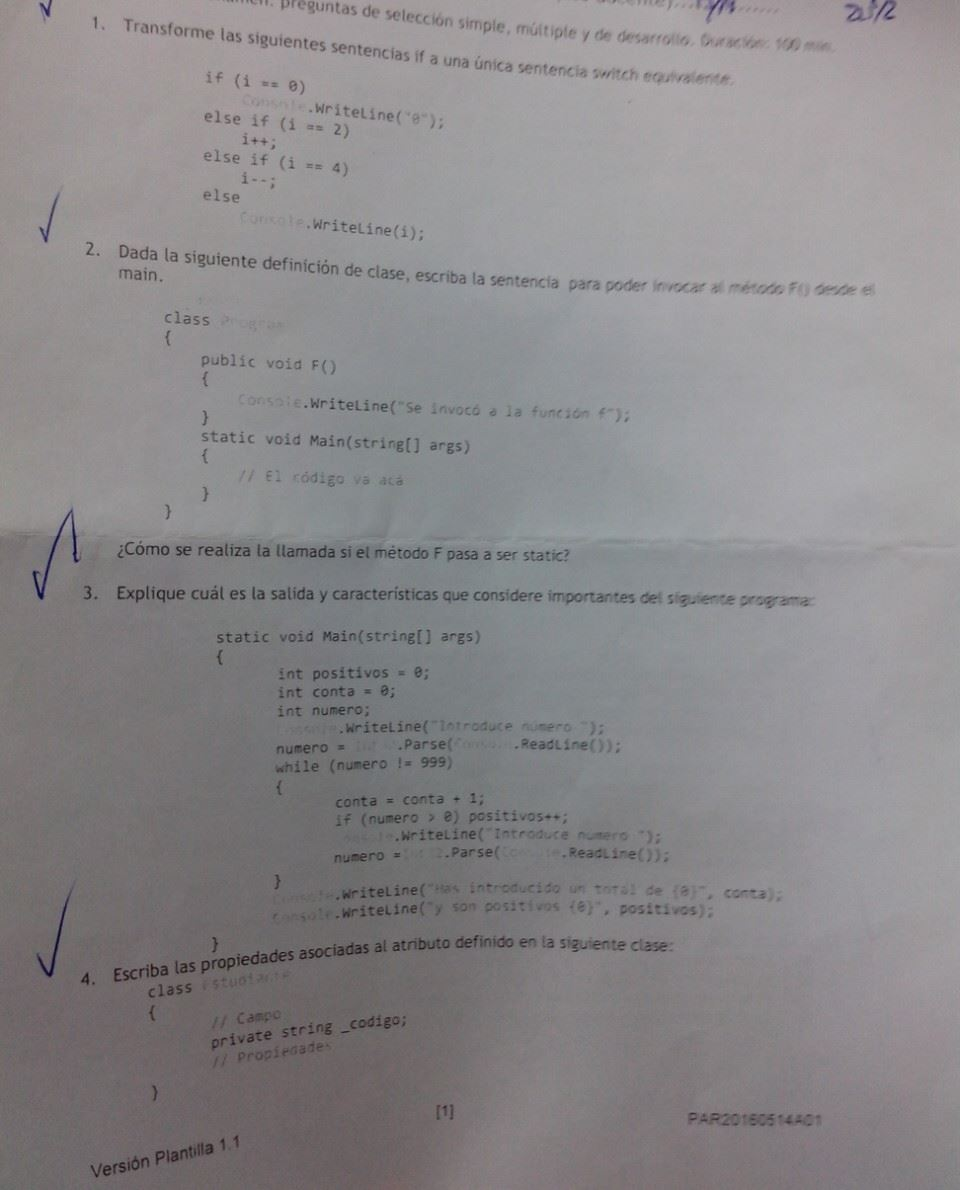 preguntas de selección simple, múltiple y de desarrollo. Duración: 100 min.
1. Transforme las siguientes sentencias if a una única sentencia switch equivalente.
if (i == 0)
Console.WriteLine("0");
else if (i == 2)
i++;
else if (i == 4)
i--;
else
Console.WriteLine(i);
2. Dada la siguiente definición de clase, escriba la sentencia para poder invocar al método F() desde el
main.
class Program
{
public void F()
{
Console.WriteLine("Se invocó a la función f");
}
static void Main(string[] args)
{
// El código va acá
}
}
¿Cómo se realiza la llamada si el método F pasa a ser static?
3. Explique cuál es la salida y características que considere importantes del siguiente programa:
static void Main(string[] args)
{
int positivos = 0;
int conta = 0;
int numero;
Console.WriteLine("Introduce número ");
numero = Int32.Parse(Console.ReadLine());
while (numero != 999)
{
conta = conta + 1;
if (numero > 0) positivos++;
Console.WriteLine("Introduce número ");
numero =Int32.Parse(Console.ReadLine());
}
Console.WriteLine("Has introducido un total de {0}", conta);
Console.WriteLine("y son positivos {0}", positivos);
}
4. Escriba las propiedades asociadas al atributo definido en la siguiente clase:
class Estudiante
{
// Campo
private string _codigo;
// Propiedades
}
[1]
PAR20160514A01
Versión Plantilla 1.1